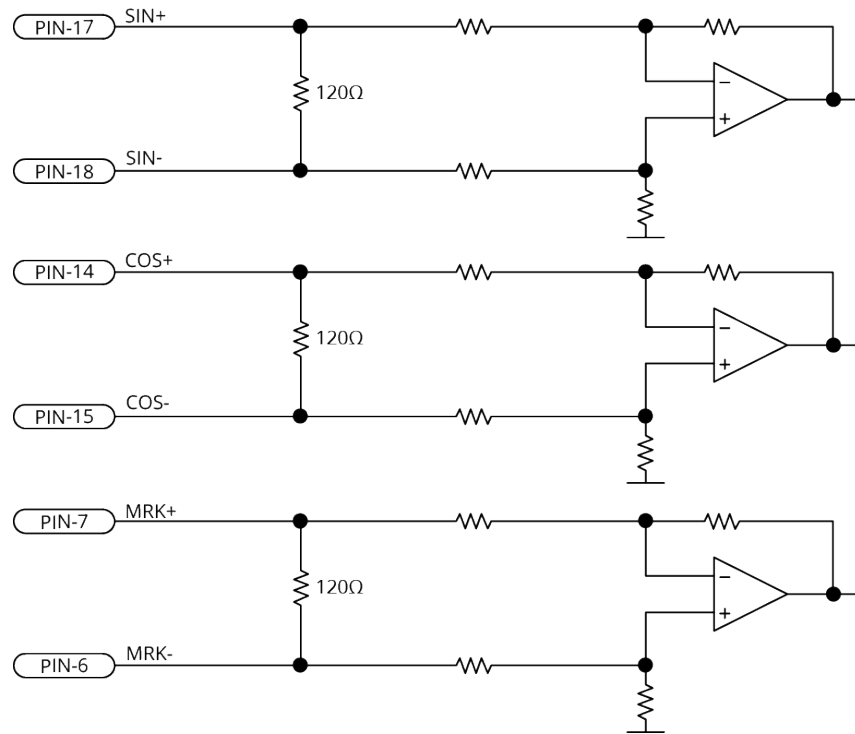 SIN+
PIN-17
120Ω
−
+
SIN-
PIN-18
COS+
PIN-14
120Ω
−
+
COS-
PIN-15
MRK+
PIN-7
120Ω
−
+
MRK-
PIN-6